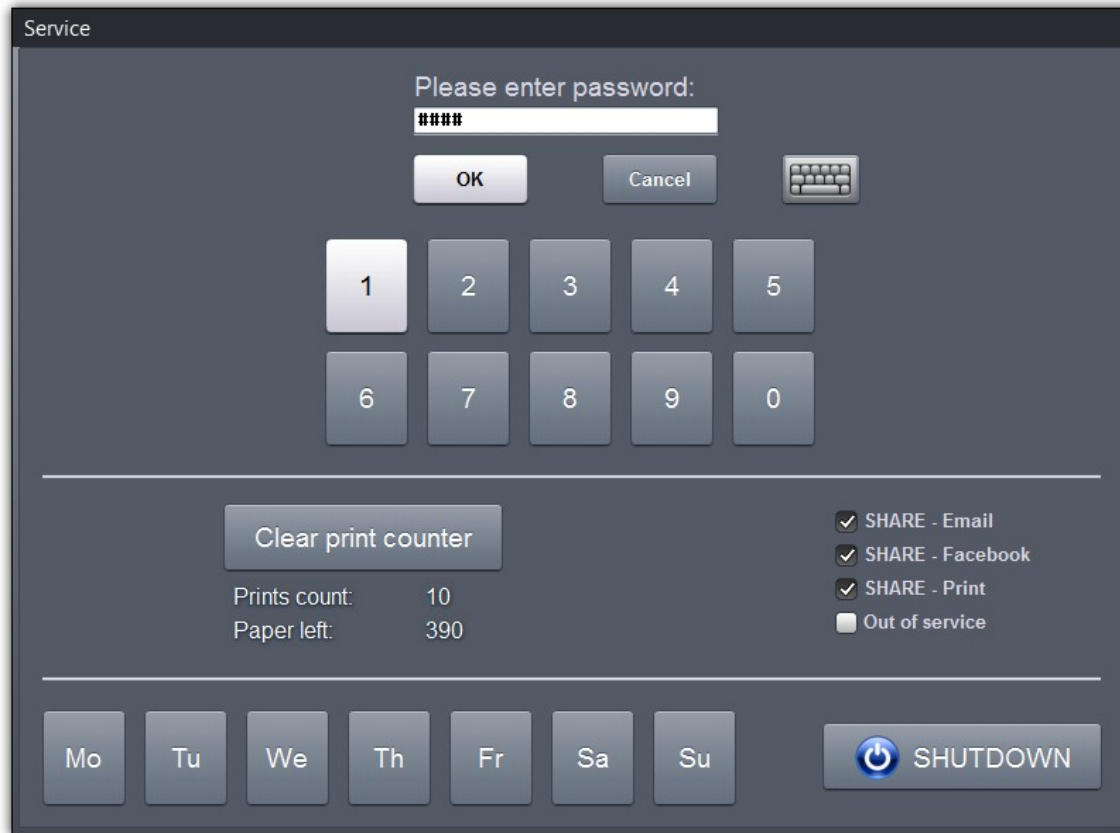 Service
Please enter password:
####
OK Cancel
1 2 3 4 5
6 7 8 9 0
Clear print counter
Prints count: 10
Paper left: 390
SHARE - Email
SHARE - Facebook
SHARE - Print
Out of service
Mo Tu We Th Fr Sa Su SHUTDOWN